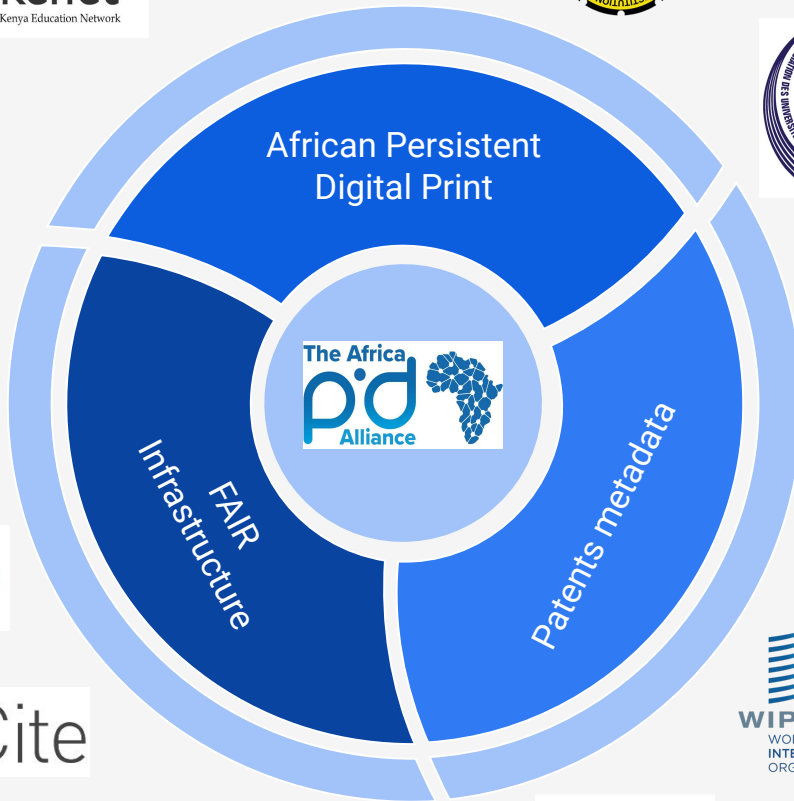 Kenya Education Network
African Persistent
Digital Print
The Africa
pid
Alliance
FAIR
Infrastructure
Patents metadata
Cite
WIP
WO
INTE
ORG